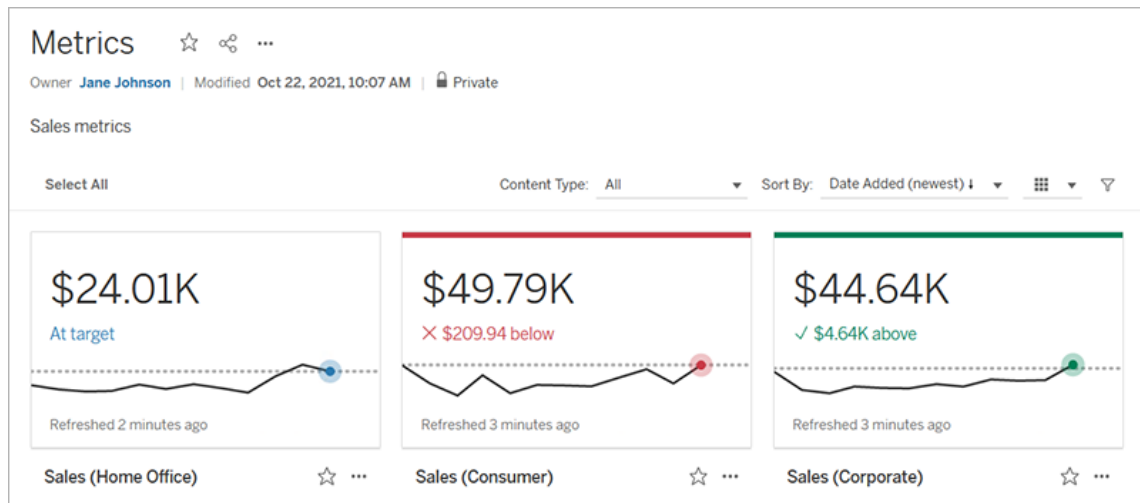 Metrics
Owner Jane Johnson | Modified Oct 22, 2021, 10:07 AM | Private
Sales metrics
Select All Content Type: All Sort By: Date Added (newest) ↓
$24.01K $49.79K $44.64K
At target × $209.94 below ✓ $4.64K above
Refreshed 2 minutes ago Refreshed 3 minutes ago Refreshed 3 minutes ago
Sales (Home Office) Sales (Consumer) Sales (Corporate)